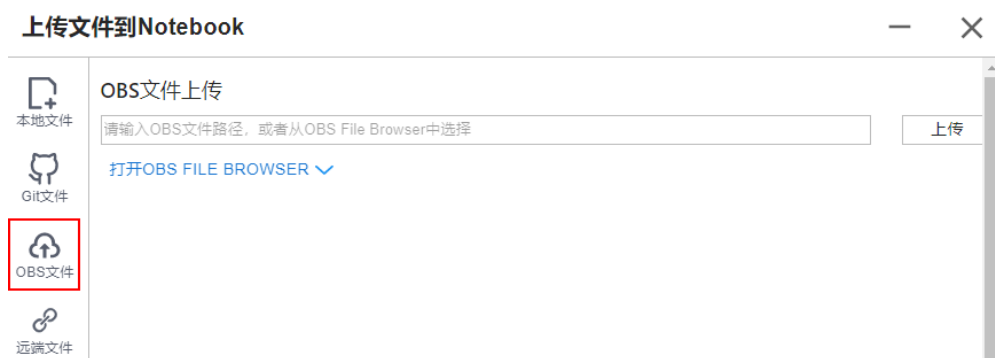 上传文件到Notebook
本地文件
Git文件
OBS文件
远端文件
OBS文件上传
请输入OBS文件路径，或者从OBS File Browser中选择
上传
打开OBS FILE BROWSER